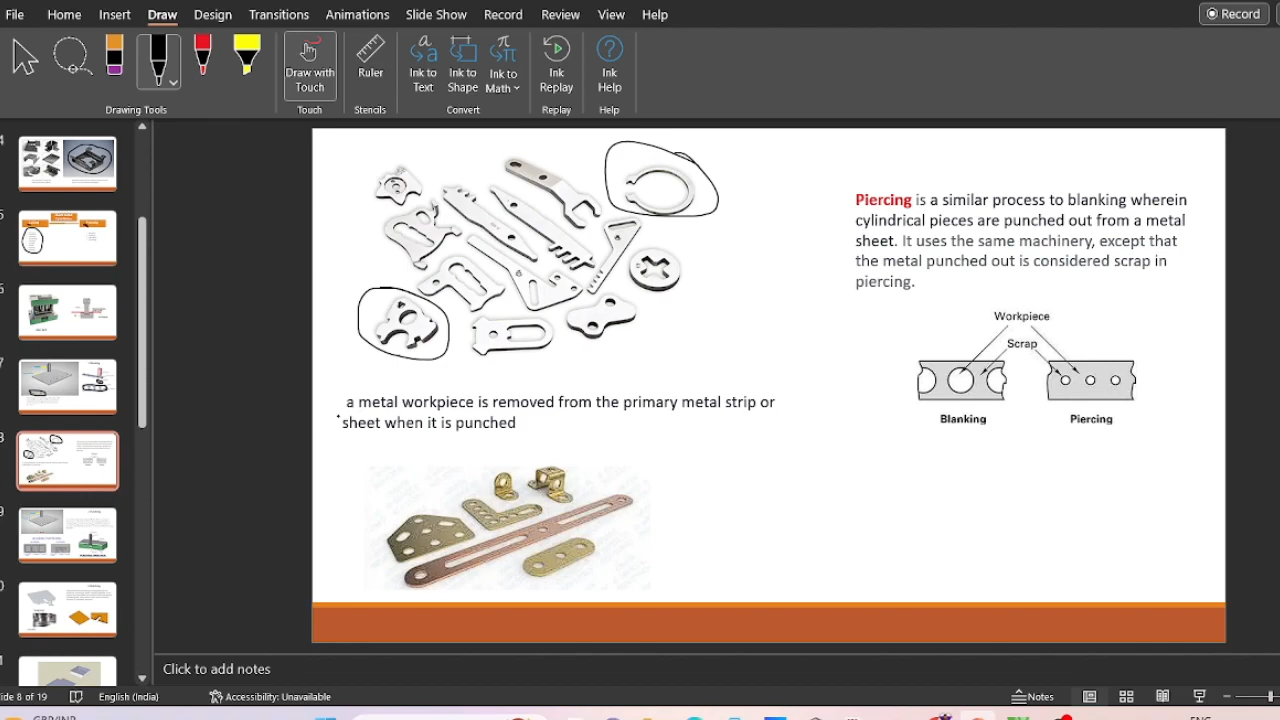 File Home Insert Draw Design Transitions Animations Slide Show Record Review View Help
Record
Draw with Touch
Ruler
Ink to Text
Ink to Shape
Ink to Math
Ink Replay
Ink Help
Drawing Tools
Touch
Stencils
Convert
Replay
Help
Piercing is a similar process to blanking wherein
cylindrical pieces are punched out from a metal
sheet. It uses the same machinery, except that
the metal punched out is considered scrap in
piercing.
Workpiece
Scrap
Blanking
Piercing
a metal workpiece is removed from the primary metal strip or
sheet when it is punched
Click to add notes
lide 8 of 19
English (India)
Accessibility: Unavailable
Notes